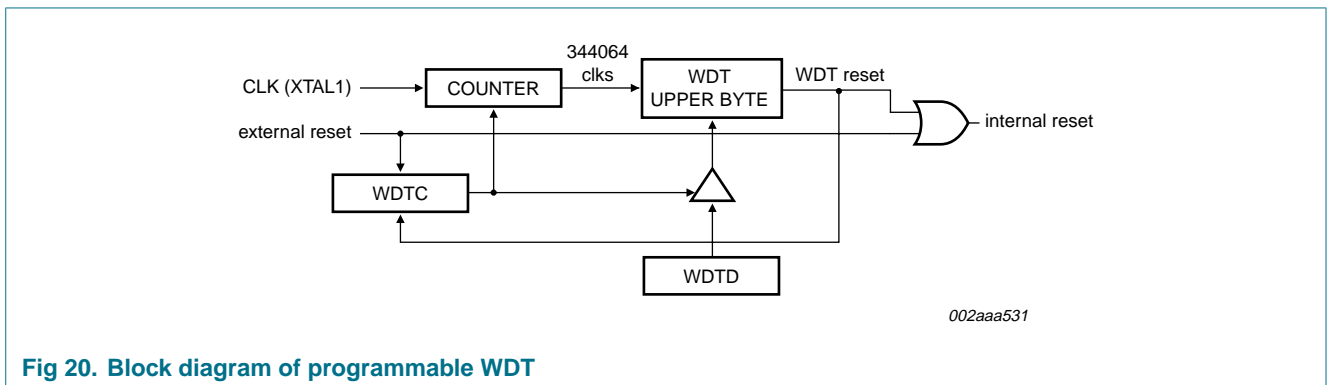 344064
clks
CLK (XTAL1)
COUNTER
WDT
UPPER BYTE
WDT reset
external reset
internal reset
WDTC
WDTD
002aaa531
Fig 20. Block diagram of programmable WDT